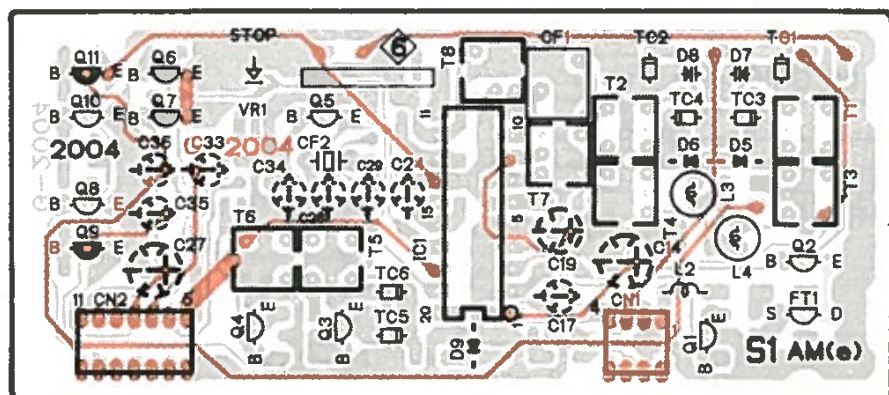 STOP
6
CF1
TC2
D8
D7
TC1
Q11
B
E
Q6
E
T8
T2
Q10
B
E
Q7
E
VR1
Q5
B
E
11
10
TC4
TC3
T1
2004
C36
C33
2004
CF2
C34
C28
C24
D6
D5
T7
L3
T3
Q8
B
E
C35
T6
T5
15
5
IC1
C19
T4
C14
Q9
B
E
C27
L4
L2
Q2
B
E
TC6
11
CN2
6
C17
4
CN1
FT1
S
D
Q4
E
B
Q3
E
B
TC5
20
1
D9
Q1
E
B
S1 AM(e)